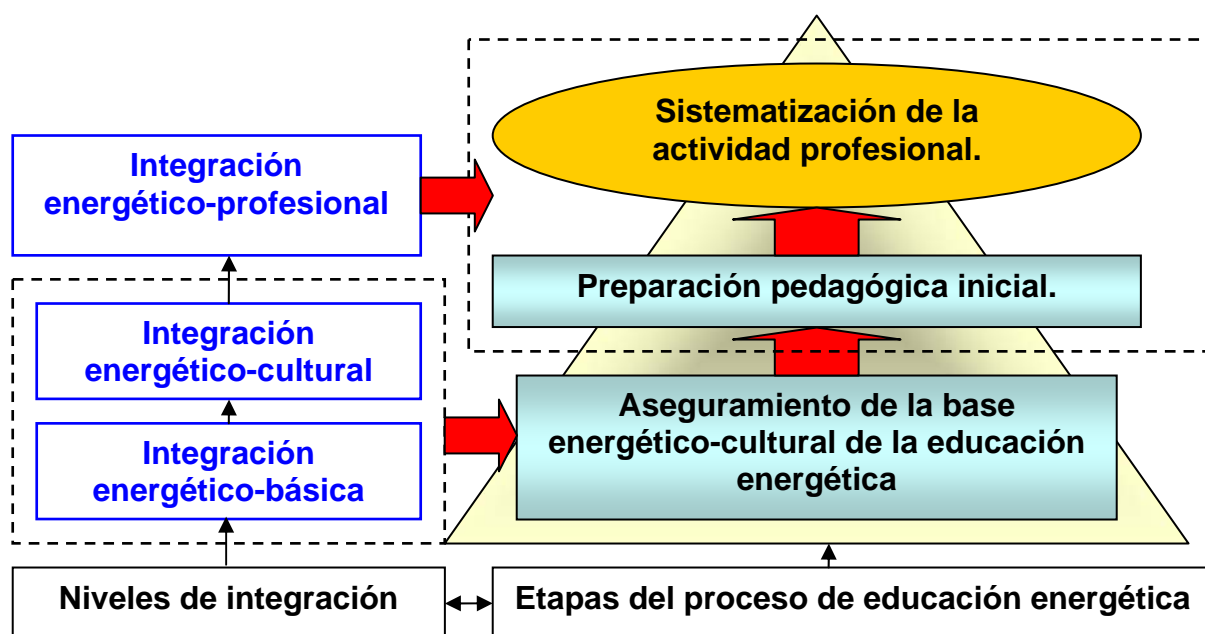 Sistematización de la
actividad profesional.
Integración
energético-profesional
Preparación pedagógica inicial.
Integración
energético-cultural
Aseguramiento de la base
energético-cultural de la educación
energética
Integración
energético-básica
Niveles de integración
Etapas del proceso de educación energética